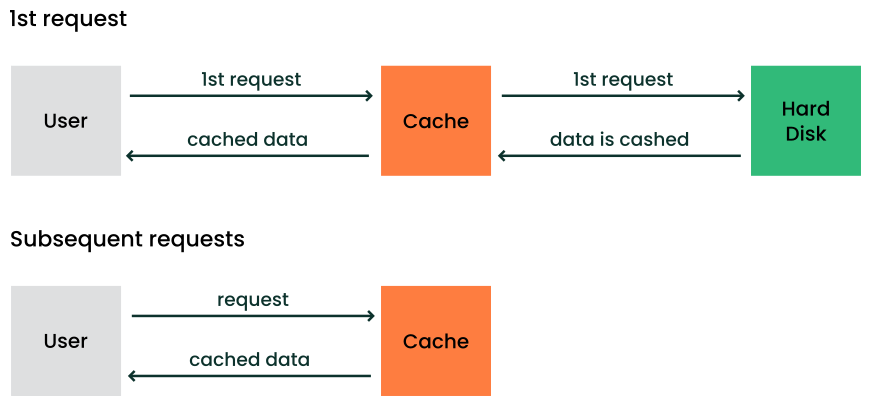 1st request
1st request
1st request
User
Cache
Hard
Disk
cached data
data is cashed
Subsequent requests
request
User
Cache
cached data